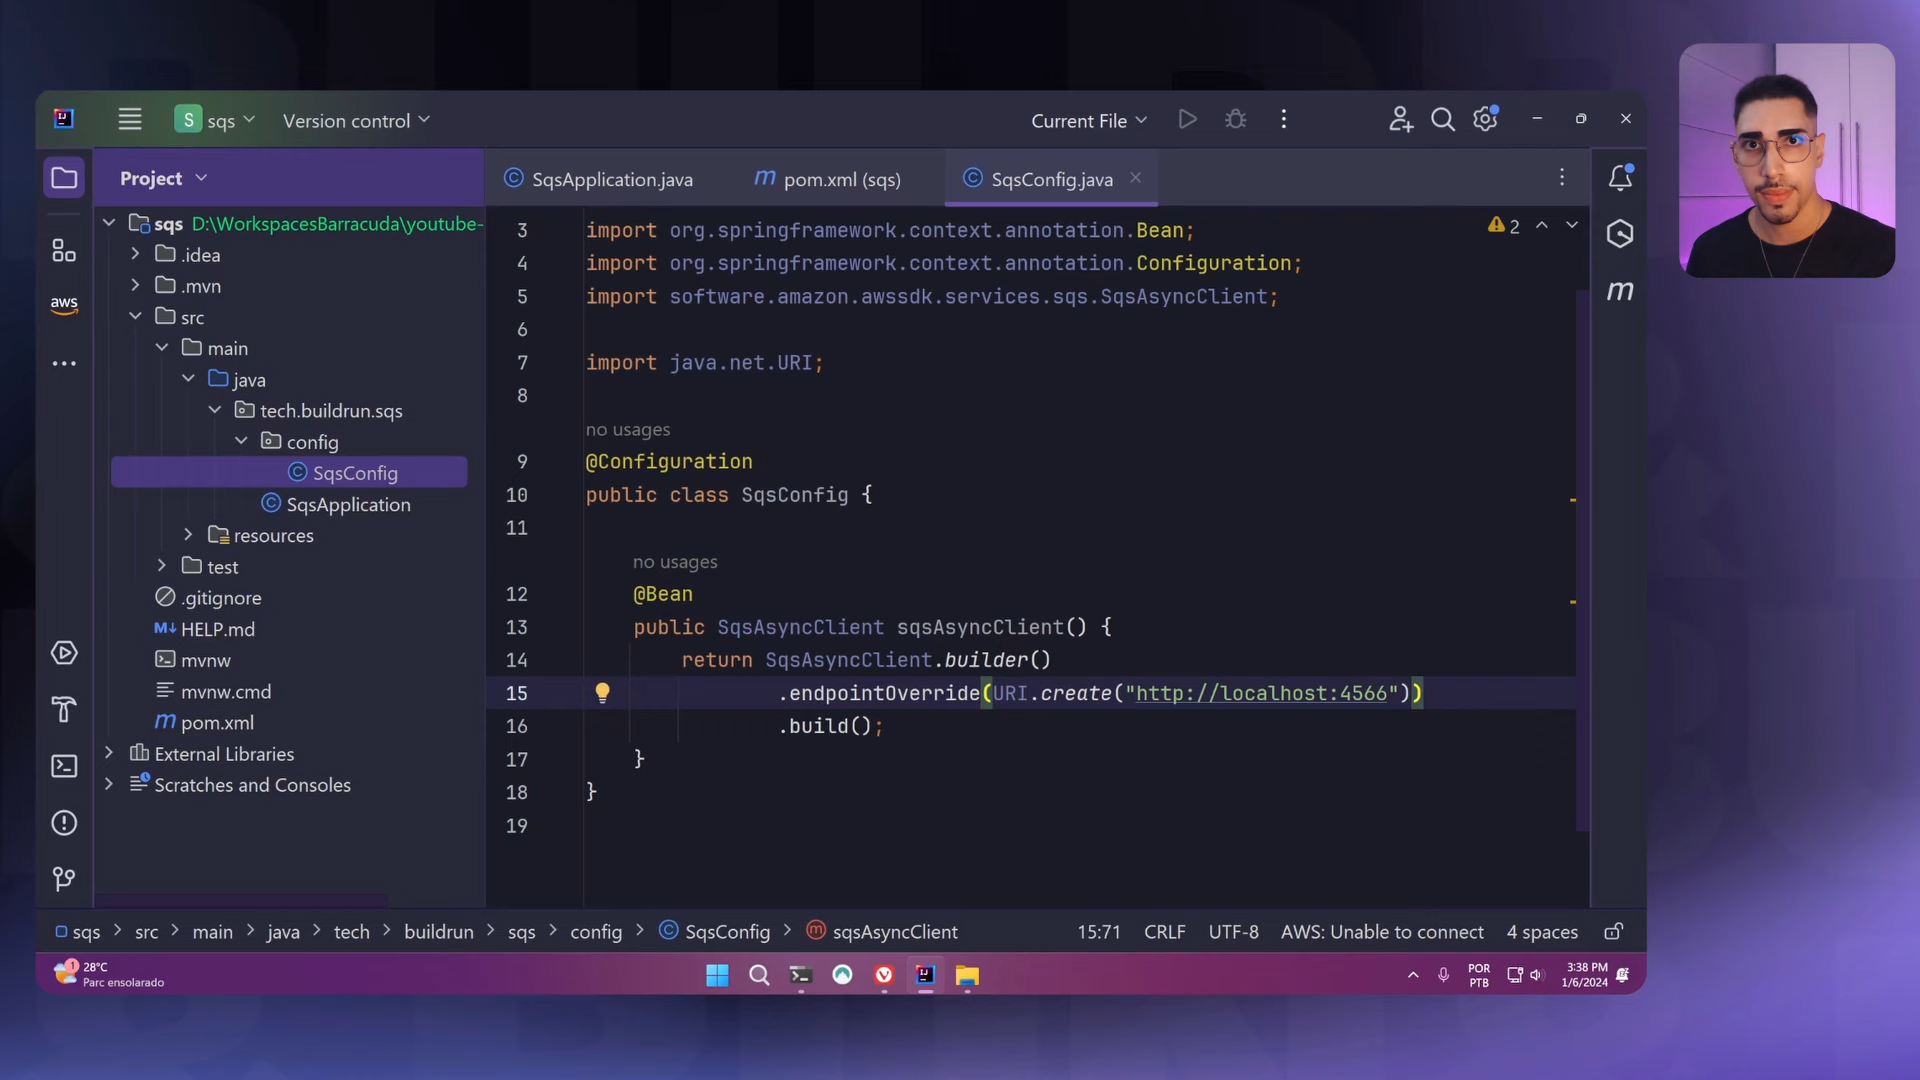 S sqs
Version control
Current File
Project
SqsApplication.java
m pom.xml (sqs)
SqsConfig.java
sqs D:\WorkspacesBarracuda\youtube-
.idea
.mvn
src
main
java
tech.buildrun.sqs
config
SqsConfig
SqsApplication
resources
test
.gitignore
M↓ HELP.md
mvnw
mvnw.cmd
m pom.xml
External Libraries
Scratches and Consoles
aws
2
m
3 import org.springframework.context.annotation.Bean;
4 import org.springframework.context.annotation.Configuration;
5 import software.amazon.awssdk.services.sqs.SqsAsyncClient;
6
7 import java.net.URI;
8
no usages
9 @Configuration
10 public class SqsConfig {
11
no usages
12 @Bean
13 public SqsAsyncClient sqsAsyncClient() {
14 return SqsAsyncClient.builder()
15 .endpointOverride(URI.create("http://localhost:4566"))
16 .build();
17 }
18 }
19
sqs > src > main > java > tech > buildrun > sqs > config > SqsConfig > sqsAsyncClient
15:71 CRLF UTF-8 AWS: Unable to connect 4 spaces
1
28°C
Parc ensolarado
POR
PTB
3:38 PM
1/6/2024